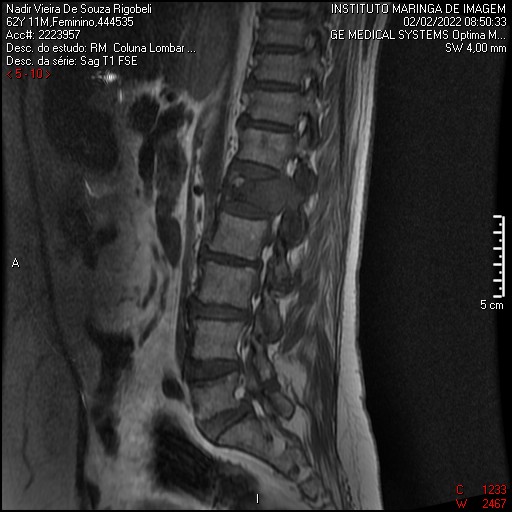 Nadir Vieira De Souza Rigobeli
62Y 11M,Feminino,444535
Acc#: 2223957
Desc. do estudo: RM Coluna Lombar ...
Desc. da série: Sag T1 FSE
< 5 - 10 >
INSTITUTO MARINGA DE IMAGEM
02/02/2022 08:50:33
GE MEDICAL SYSTEMS Optima M...
SW 4,00 mm
A
5 cm
I
C 1233
W 2467